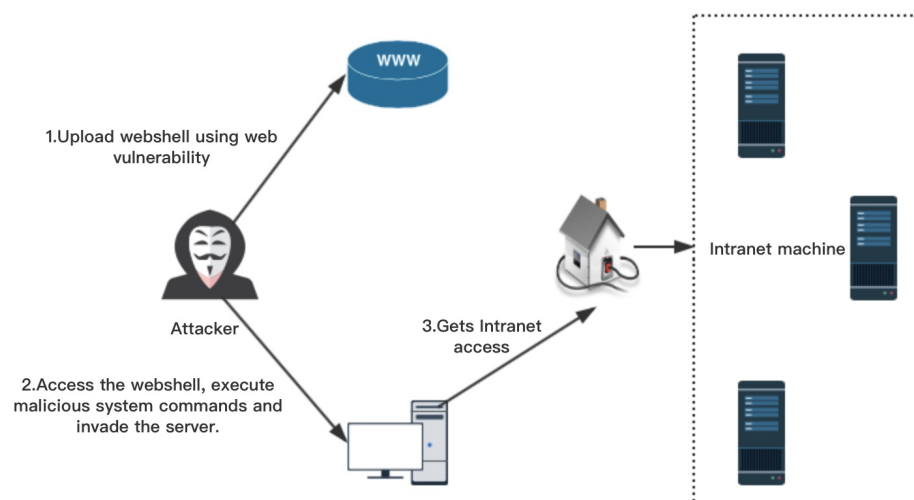 WWW
1.Upload webshell using web
vulnerability
Attacker
2.Access the webshell, execute
malicious system commands and
invade the server.
3.Gets Intranet
access
Intranet machine